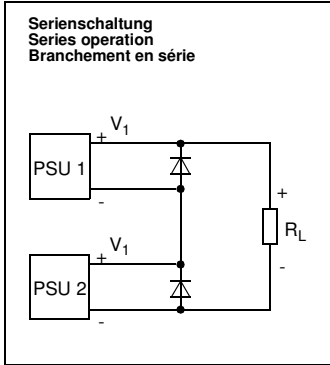 Serienschaltung
Series operation
Branchement en série
V1
+
PSU 1
-
+
RL
-
V1
+
PSU 2
-